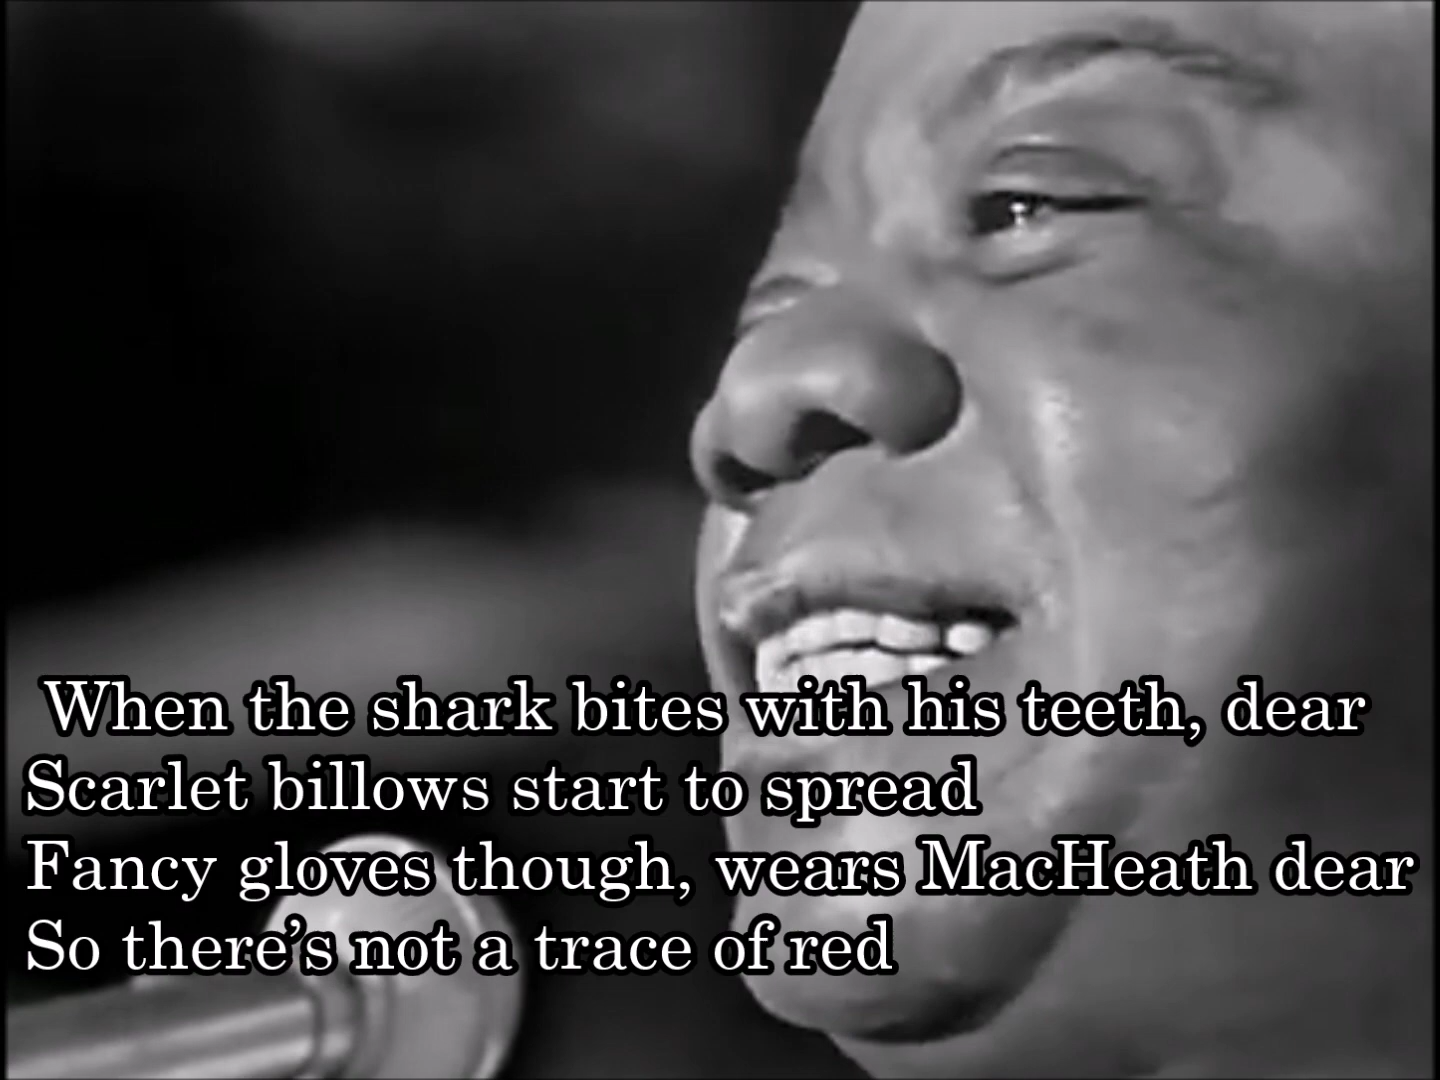 When the shark bites with his teeth, dear
Scarlet billows start to spread
Fancy gloves though, wears MacHeath dear
So there's not a trace of red